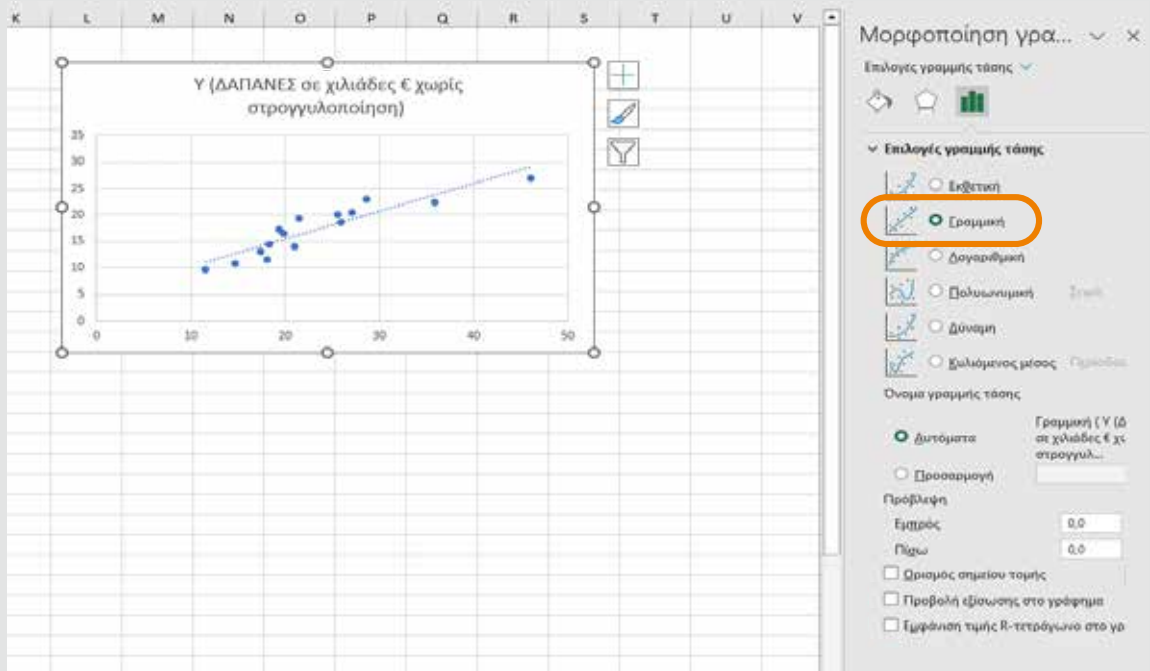 K L M N O P Q R S T U V
Y (ΔΑΠΑΝΕΣ σε χιλιάδες € χωρίς
στρογγυλοποίηση)
35
30
25
20
15
10
5
0
0 10 20 30 40 50
Μορφοποίηση γρα...
Επιλογές γραμμής τάσης
Επιλογές γραμμής τάσης
Εκθετική
Γραμμική
Λογαριθμική
Πολυωνυμική
Δύναμη
Κυλιόμενος μέσος
Όνομα γραμμής τάσης
Αυτόματα
Γραμμική ( Y (Δ
σε χιλιάδες € χι
στρογγυλ...
Προσαρμογή
Πρόβλεψη
Εμπρός 0,0
Πίσω 0,0
Ορισμός σημείου τομής
Προβολή εξίσωσης στο γράφημα
Εμφάνιση τιμής R-τετράγωνο στο γρ